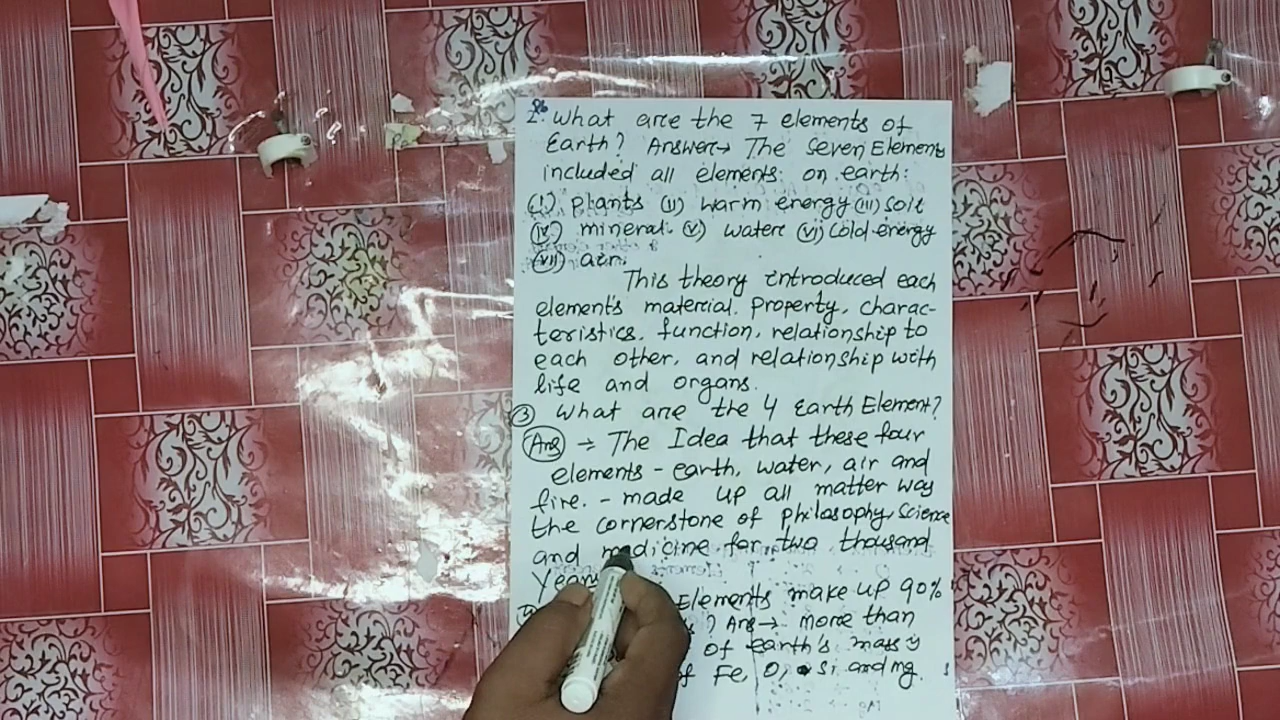 2. What are the 7 elements of
Earth? Answer→ The Seven Elements
included all elements on earth:
(i) plants (ii) warm energy (iii) soil
(iv) mineral. (v) water (vi) cold energy
(vii) air.
This theory introduced each
element's material. property, charac-
teristics. function, relationship to
each other, and relationship with
life and organs.
3 What are the 4 Earth Element?
Ans → The Idea that these four
elements - earth, water, air and
fire. - made up all matter was
the cornerstone of philosophy, science
and medicine for two thousand
years
Elements make up 90%
? Ans→ more than
of earth's mass is
Fe, O, Si and Mg.